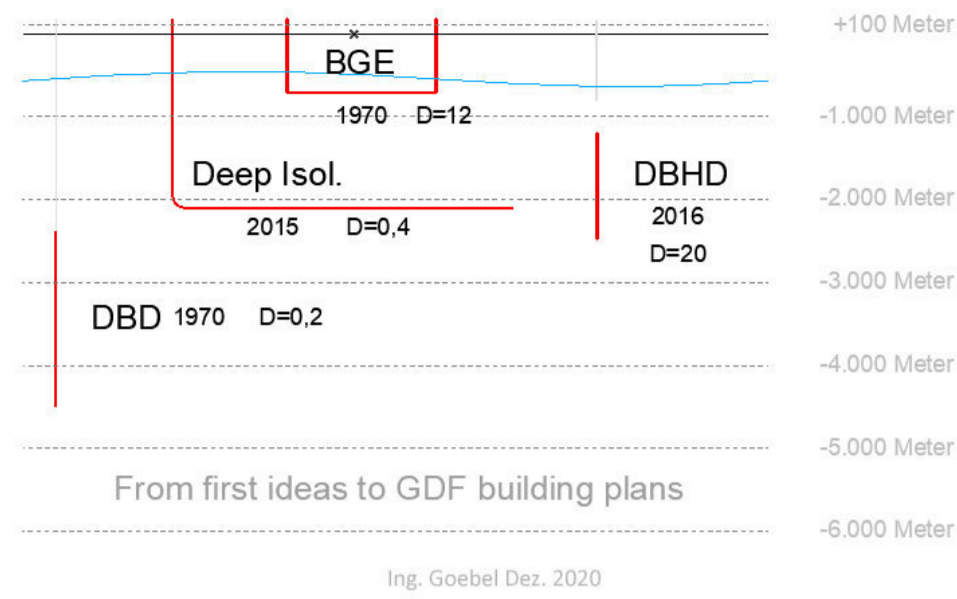 +100 Meter
BGE
1970 D=12
-1.000 Meter
Deep Isol.
DBHD
-2.000 Meter
2015 D=0,4
2016
D=20
-3.000 Meter
DBD 1970 D=0,2
-4.000 Meter
-5.000 Meter
From first ideas to GDF building plans
-6.000 Meter
Ing. Goebel Dez. 2020